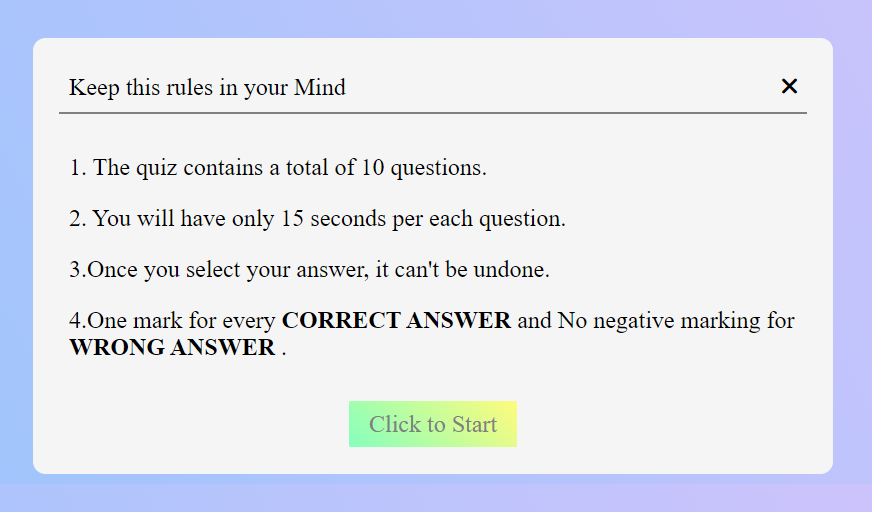 Keep this rules in your Mind
1. The quiz contains a total of 10 questions.
2. You will have only 15 seconds per each question.
3.Once you select your answer, it can't be undone.
4.One mark for every CORRECT ANSWER and No negative marking for
WRONG ANSWER .
Click to Start